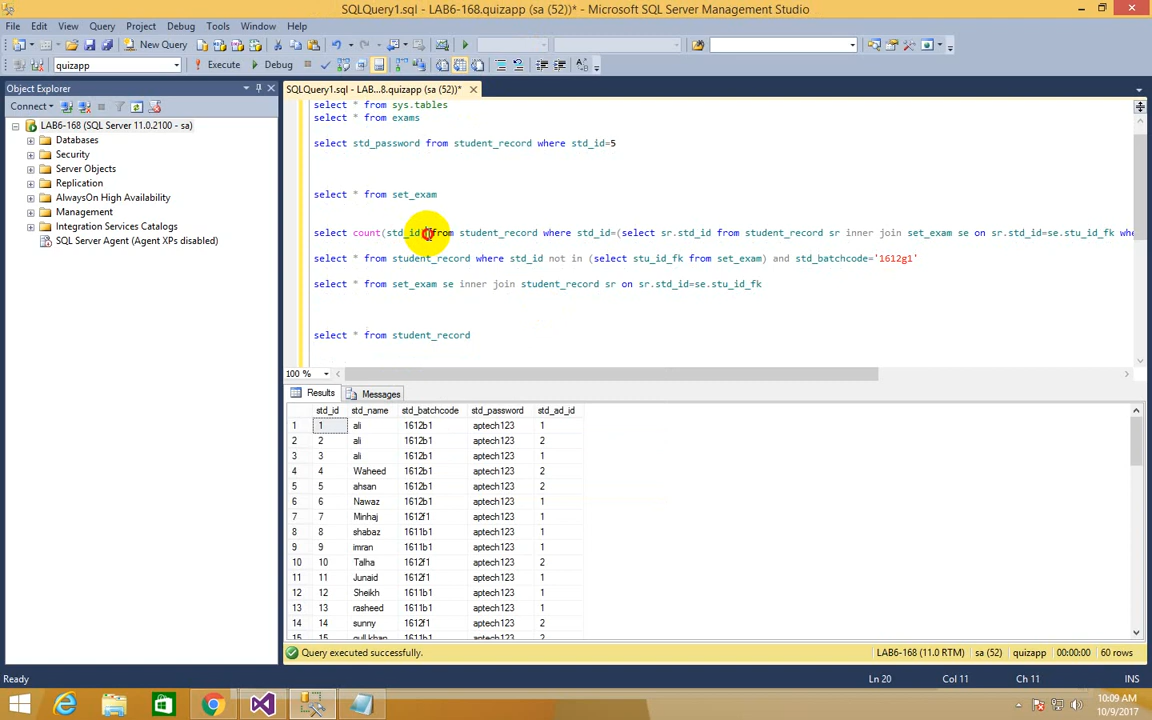 SQLQuery1.sql - LAB6-168.quizapp (sa (52))* - Microsoft SQL Server Management Studio
File Edit View Query Project Debug Tools Window Help
New Query
quizapp Execute Debug
Object Explorer
SQLQuery1.sql - LAB...8.quizapp (sa (52))*
Connect
LAB6-168 (SQL Server 11.0.2100 - sa)
Databases
Security
Server Objects
Replication
AlwaysOn High Availability
Management
Integration Services Catalogs
SQL Server Agent (Agent XPs disabled)
select * from sys.tables
select * from exams
select std_password from student_record where std_id=5
select * from set_exam
select count(std_id) from student_record where std_id=(select sr.std_id from student_record sr inner join set_exam se on sr.std_id=se.stu_id_fk whe
select * from student_record where std_id not in (select stu_id_fk from set_exam) and std_batchcode='1612g1'
select * from set_exam se inner join student_record sr on sr.std_id=se.stu_id_fk
select * from student_record
100 %
Results Messages
std_id std_name std_batchcode std_password std_ad_id
1 1 ali 1612b1 aptech123 1
2 2 ali 1612b1 aptech123 2
3 3 ali 1612b1 aptech123 1
4 4 Waheed 1612b1 aptech123 2
5 5 ahsan 1612b1 aptech123 2
6 6 Nawaz 1612b1 aptech123 1
7 7 Minhaj 1612f1 aptech123 1
8 8 shabaz 1611b1 aptech123 1
9 9 imran 1611b1 aptech123 1
10 10 Talha 1612f1 aptech123 2
11 11 Junaid 1612f1 aptech123 1
12 12 Sheikh 1611b1 aptech123 1
13 13 rasheed 1611b1 aptech123 1
14 14 sunny 1612f1 aptech123 2
15 15 gull khan 1611b1 aptech123 2
Query executed successfully. LAB6-168 (11.0 RTM) sa (52) quizapp 00:00:00 60 rows
Ready Ln 20 Col 11 Ch 11 INS
10:09 AM
10/9/2017